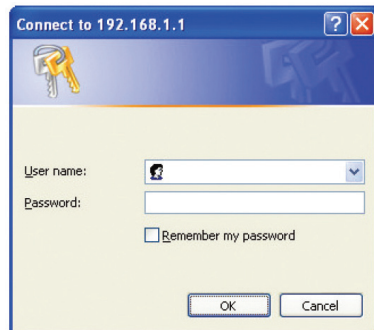 Connect to 192.168.1.1
User name:
Password:
Remember my password
OK Cancel